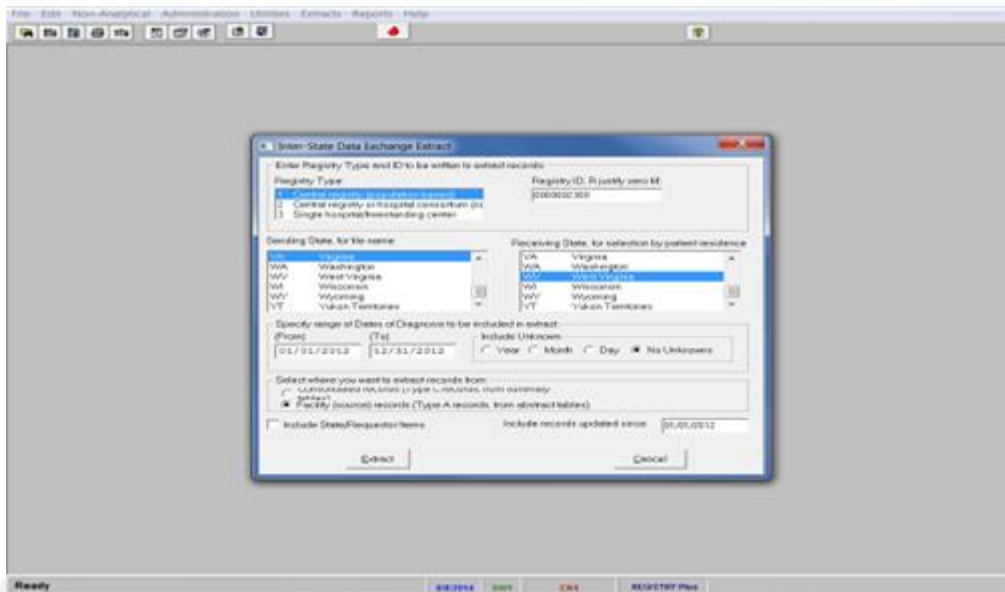 File Edit Non-Analytical Administration Utilities Extracts Reports Help
Inter-State Data Exchange Extract
Enter Registry Type and ID to be written to extract records:
Registry Type:
Registry ID, R justify zero fill:
1 Central registry (population-based)
2 Central registry or hospital consortium
3 Single hospital/freestanding center
0000002300
Sending State, for file name:
Receiving State, for selection by patient residence
VA Virginia
WA Washington
WV West Virginia
WI Wisconsin
WY Wyoming
YT Yukon Territories
VA Virginia
WA Washington
WV West Virginia
WI Wisconsin
WY Wyoming
YT Yukon Territories
Specify range of Dates of Diagnosis to be included in extract:
(From) (To) Include Unknown
01/01/2012 12/31/2012 Year Month Day No Unknowns
Select where you want to extract records from:
Consolidated records (Type C records, from summary
tables)
Facility (source) records (Type A records, from abstract tables)
Include State/Requestor Items Include records updated since:
Extract Cancel
Ready REGISTRY Plus